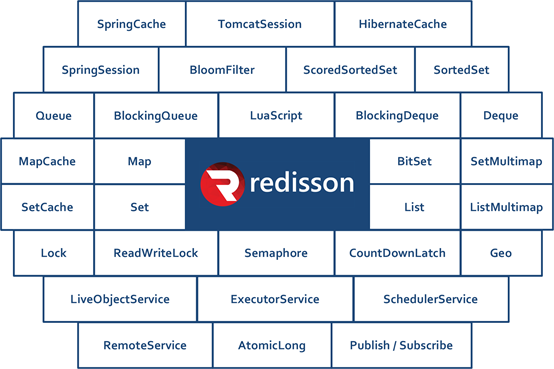 SpringCache TomcatSession HibernateCache
SpringSession BloomFilter ScoredSortedSet SortedSet
Queue BlockingQueue LuaScript BlockingDeque Deque
MapCache Map BitSet SetMultimap
redisson
SetCache Set List ListMultimap
Lock ReadWriteLock Semaphore CountDownLatch Geo
LiveObjectService ExecutorService SchedulerService
RemoteService AtomicLong Publish / Subscribe